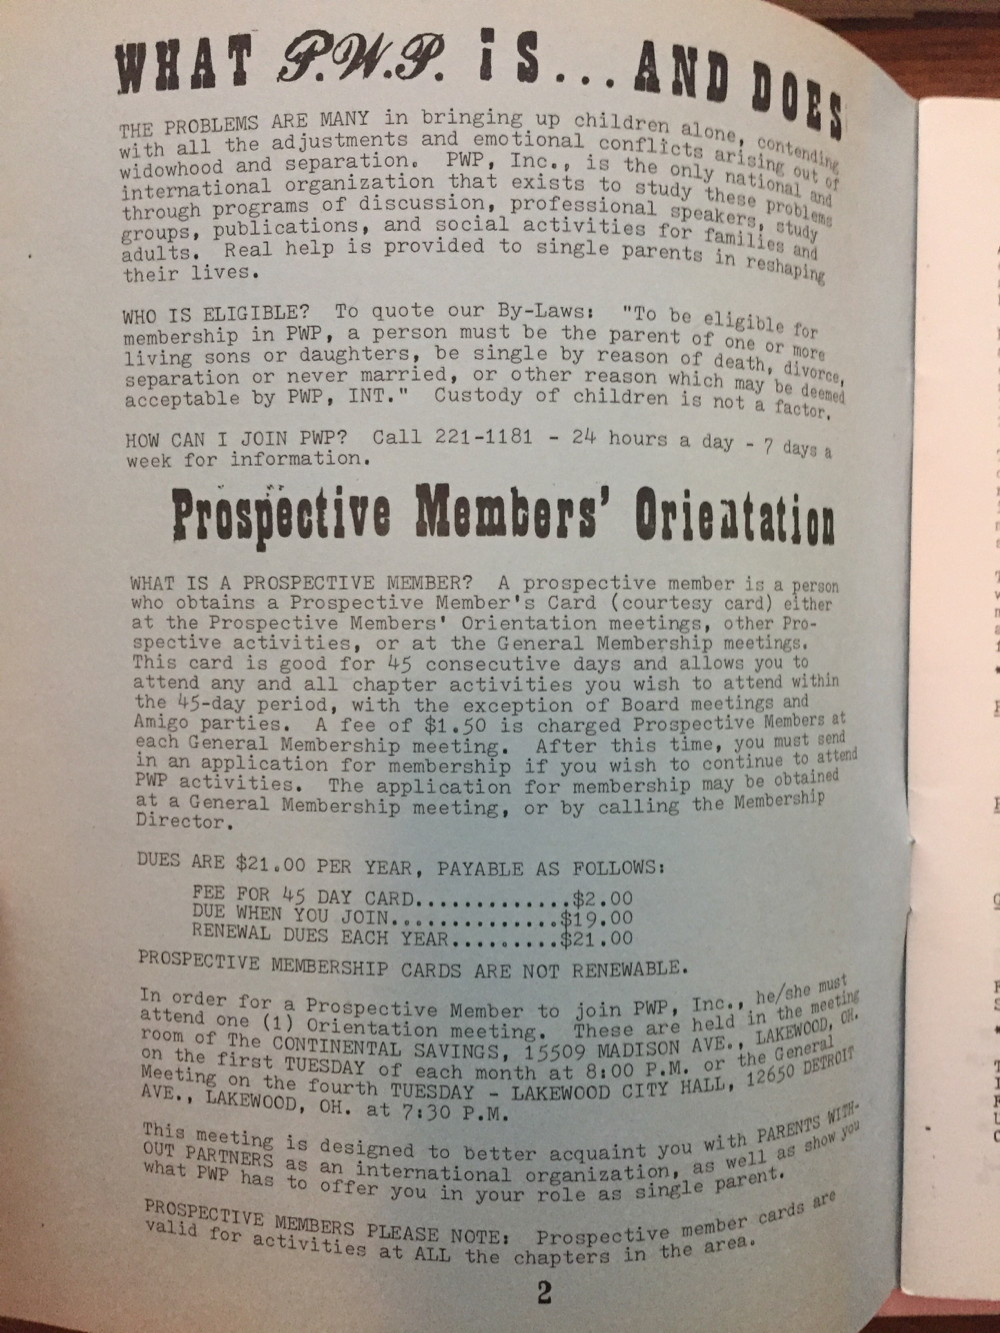 WHAT P.W.P. iS...AND DOES
THE PROBLEMS ARE MANY in bringing up children alone, contending
with all the adjustments and emotional conflicts arising out of
widowhood and separation. PWP, Inc., is the only national and
international organization that exists to study these problems
through programs of discussion, professional speakers, study
groups, publications, and social activities for families and
adults. Real help is provided to single parents in reshaping
their lives.
WHO IS ELIGIBLE? To quote our By-Laws: "To be eligible for
membership in PWP, a person must be the parent of one or more
living sons or daughters, be single by reason of death, divorce,
separation or never married, or other reason which may be deemed
acceptable by PWP, INT." Custody of children is not a factor.
HOW CAN I JOIN PWP? Call 221-1181 - 24 hours a day - 7 days a
week for information.
Prospective Members' Orientation
WHAT IS A PROSPECTIVE MEMBER? A prospective member is a person
who obtains a Prospective Member's Card (courtesy card) either
at the Prospective Members' Orientation meetings, other Pro-
spective activities, or at the General Membership meetings.
This card is good for 45 consecutive days and allows you to
attend any and all chapter activities you wish to attend within
the 45-day period, with the exception of Board meetings and
Amigo parties. A fee of $1.50 is charged Prospective Members at
each General Membership meeting. After this time, you must send
in an application for membership if you wish to continue to attend
PWP activities. The application for membership may be obtained
at a General Membership meeting, or by calling the Membership
Director.
DUES ARE $21.00 PER YEAR, PAYABLE AS FOLLOWS:
FEE FOR 45 DAY CARD.............$2.00
DUE WHEN YOU JOIN..............$19.00
RENEWAL DUES EACH YEAR.........$21.00
PROSPECTIVE MEMBERSHIP CARDS ARE NOT RENEWABLE.
In order for a Prospective Member to join PWP, Inc., he/she must
attend one (1) Orientation meeting. These are held in the meeting
room of The CONTINENTAL SAVINGS, 15509 MADISON AVE., LAKEWOOD, OH.
on the first TUESDAY of each month at 8:00 P.M. or the General
Meeting on the fourth TUESDAY - LAKEWOOD CITY HALL, 12650 DETROIT
AVE., LAKEWOOD, OH. at 7:30 P.M.
This meeting is designed to better acquaint you with PARENTS WITH-
OUT PARTNERS as an international organization, as well as show you
what PWP has to offer you in your role as single parent.
PROSPECTIVE MEMBERS PLEASE NOTE: Prospective member cards are
valid for activities at ALL the chapters in the area.
2